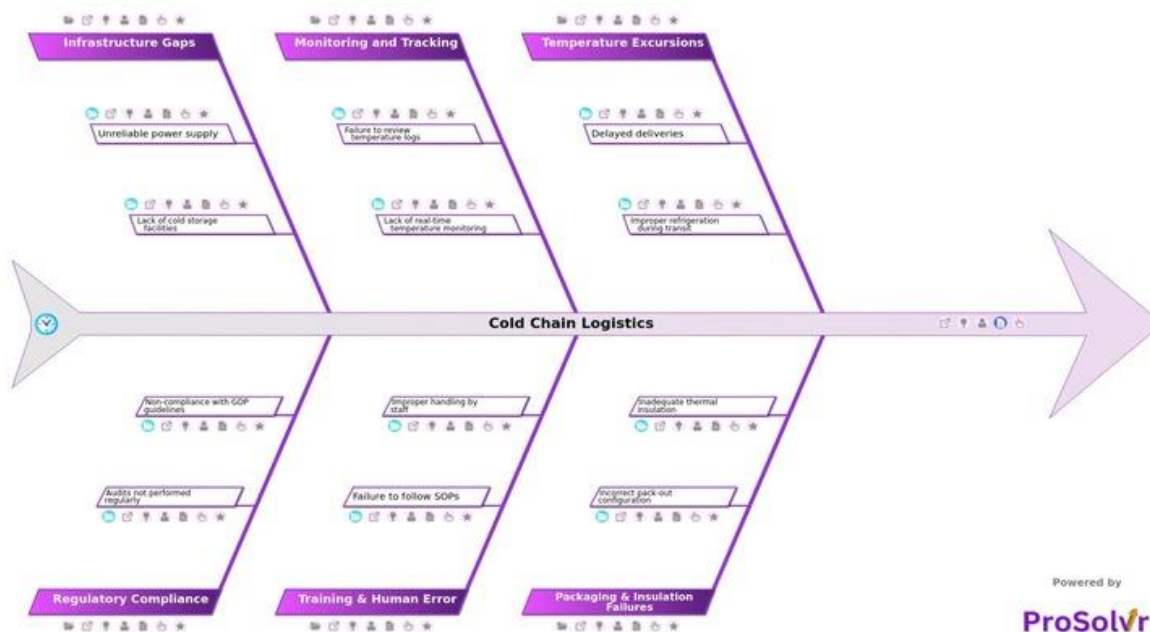 Infrastructure Gaps
Monitoring and Tracking
Temperature Excursions
Unreliable power supply
Failure to review
temperature logs
Delayed deliveries
Lack of cold storage
facilities
Lack of real-time
temperature monitoring
Improper refrigeration
during transit
Cold Chain Logistics
Non-compliance with GDP
guidelines
Improper handling by
staff
Inadequate thermal
insulation
Audits not performed
regularly
Failure to follow SOPs
Incorrect pack-out
configuration
Regulatory Compliance
Training & Human Error
Packaging & Insulation
Failures
Powered by
ProSolvr